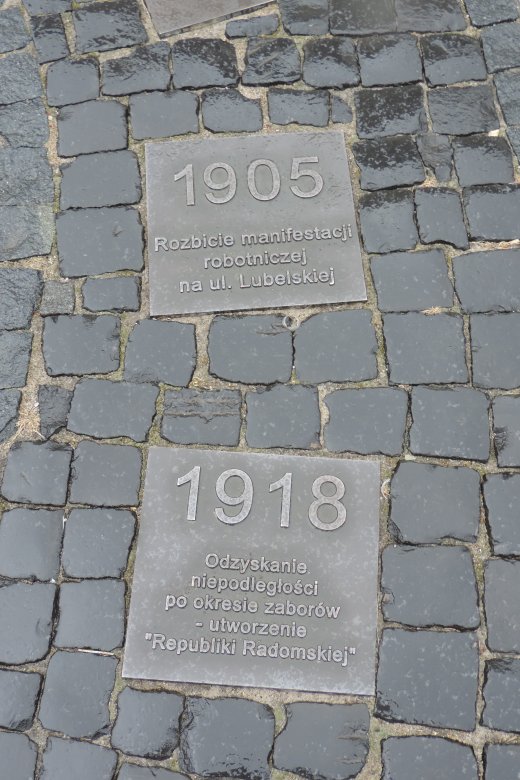 1905
Rozbicie manifestacji
robotniczej
na ul. Lubelskiej
1918
Odzyskanie
niepodległości
po okresie zaborów
- utworzenie
"Republiki Radomskiej"